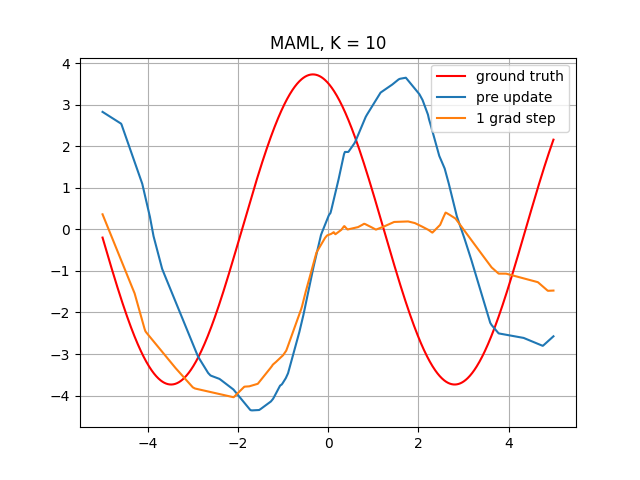 MAML, K = 10
ground truth
pre update
1 grad step
4
3
2
1
0
−1
−2
−3
−4
−4 −2 0 2 4